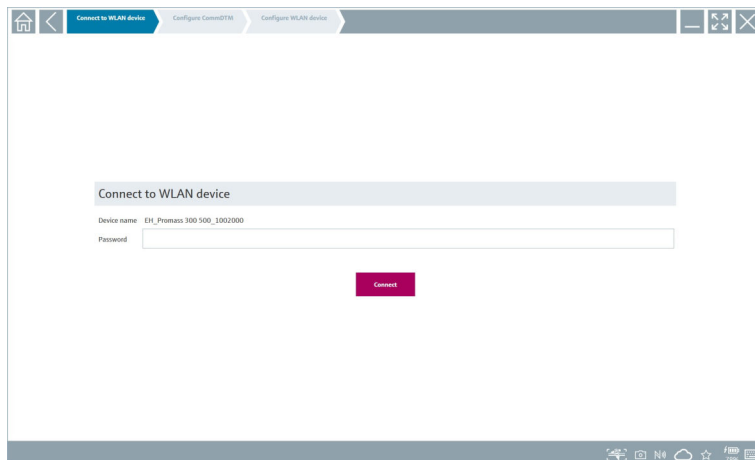 Connect to WLAN device
Configure CommDTM
Configure WLAN device
Connect to WLAN device
Device name EH_Promass 300 500_1002000
Password
Connect